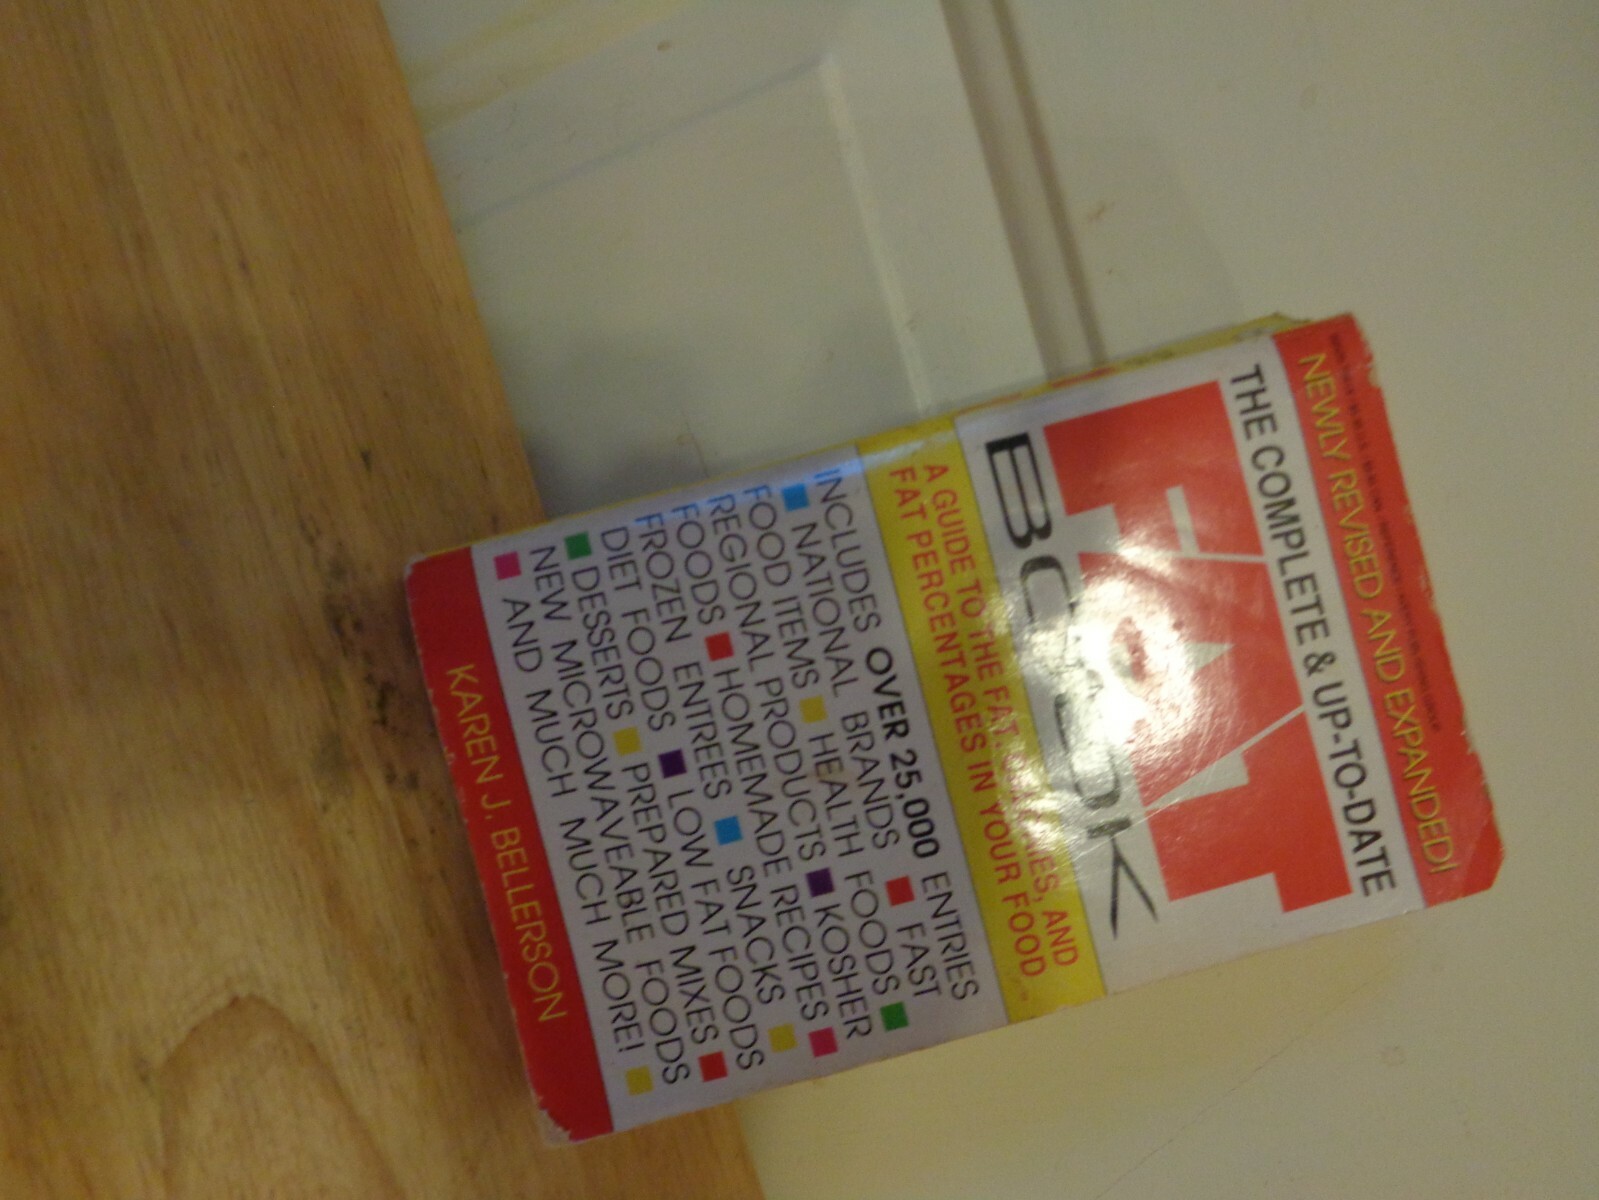 NEWLY REVISED AND EXPANDED!
THE COMPLETE & UP-TO-DATE
FAT
BOOK
A GUIDE TO THE FAT, CALORIES, AND
FAT PERCENTAGES IN YOUR FOOD
INCLUDES OVER 25,000 ENTRIES
■ NATIONAL BRANDS ■ FAST
FOOD ITEMS ■ HEALTH FOODS ■
REGIONAL PRODUCTS ■ KOSHER
FOODS ■ HOMEMADE RECIPES ■
FROZEN ENTREES ■ SNACKS ■
DIET FOODS ■ LOW FAT FOODS
■ DESSERTS ■ PREPARED MIXES ■
NEW MICROWAVEABLE FOODS ■
■ AND MUCH MUCH MORE!
KAREN J. BELLERSON